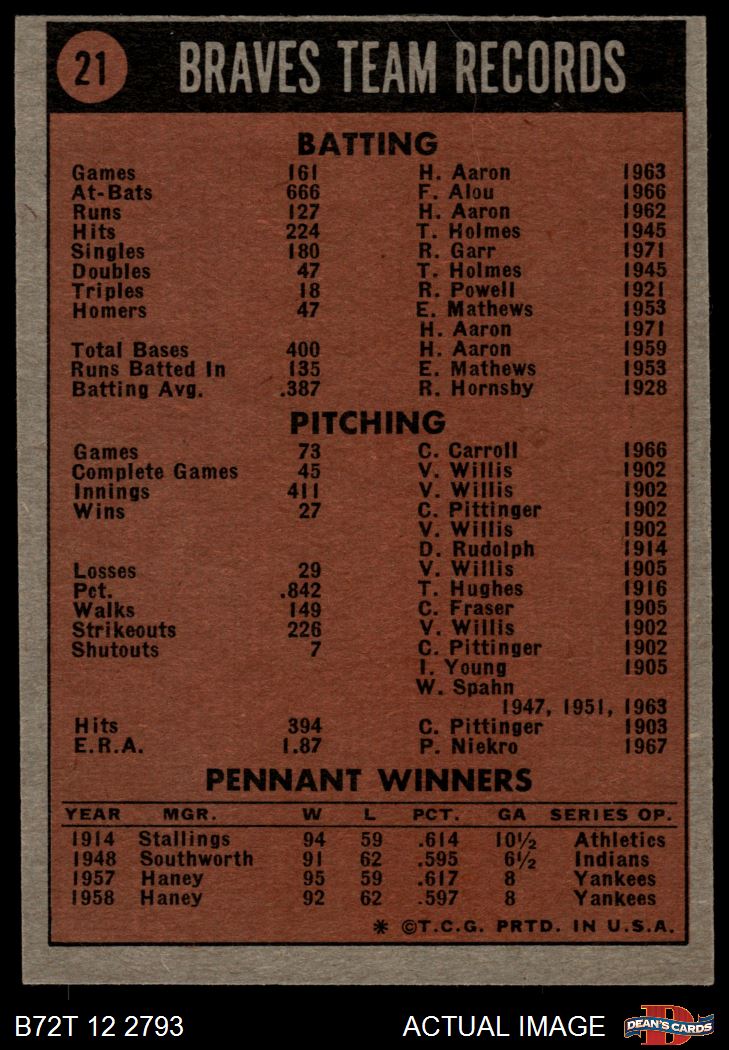 21 BRAVES TEAM RECORDS
BATTING
Games 161 H. Aaron 1963
At-Bats 666 F. Alou 1966
Runs 127 H. Aaron 1962
Hits 224 T. Holmes 1945
Singles 180 R. Garr 1971
Doubles 47 T. Holmes 1945
Triples 18 R. Powell 1921
Homers 47 E. Mathews 1953
H. Aaron 1971
Total Bases 400 H. Aaron 1959
Runs Batted In 135 E. Mathews 1953
Batting Avg. .387 R. Hornsby 1928
PITCHING
Games 73 C. Carroll 1966
Complete Games 45 V. Willis 1902
Innings 411 V. Willis 1902
Wins 27 C. Pittinger 1902
V. Willis 1902
D. Rudolph 1914
Losses 29 V. Willis 1905
Pct. .842 T. Hughes 1916
Walks 149 C. Fraser 1905
Strikeouts 226 V. Willis 1902
Shutouts 7 C. Pittinger 1902
I. Young 1905
W. Spahn
1947, 1951, 1963
Hits 394 C. Pittinger 1903
E.R.A. 1.87 P. Niekro 1967
PENNANT WINNERS
YEAR MGR. W L PCT. GA SERIES OP.
1914 Stallings 94 59 .614 10½ Athletics
1948 Southworth 91 62 .595 6½ Indians
1957 Haney 95 59 .617 8 Yankees
1958 Haney 92 62 .597 8 Yankees
* ©T.C.G. PRTD. IN U.S.A.
B72T 12 2793 ACTUAL IMAGE DEAN'S CARDS